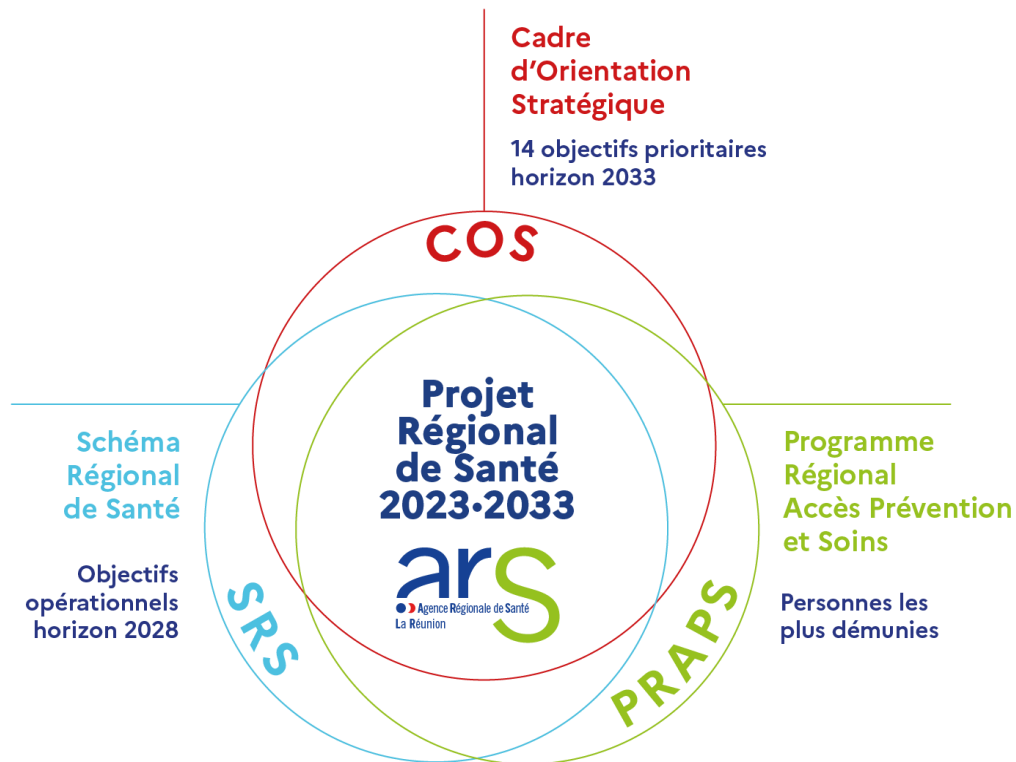 Cadre
d'Orientation
Stratégique
14 objectifs prioritaires
horizon 2033
COS
Schéma
Régional
de Santé
Objectifs
opérationnels
horizon 2028
SRS
Projet
Régional
de Santé
2023•2033
ars
Agence Régionale de Santé
La Réunion
Programme
Régional
Accès Prévention
et Soins
Personnes les
plus démunies
PRAPS